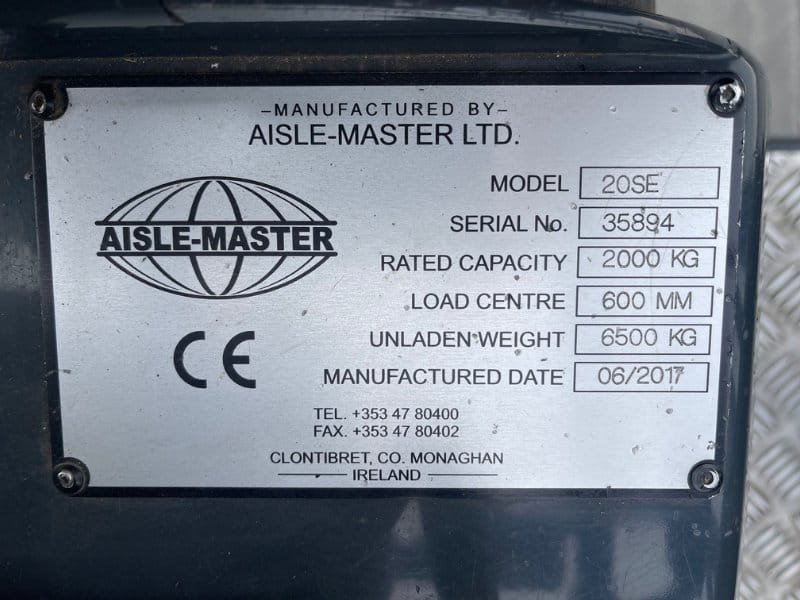 –MANUFACTURED BY–
AISLE-MASTER LTD.
AISLE-MASTER
CE
MODEL 20SE
SERIAL No. 35894
RATED CAPACITY 2000 KG
LOAD CENTRE 600 MM
UNLADEN WEIGHT 6500 KG
MANUFACTURED DATE 06/2017
TEL. +353 47 80400
FAX. +353 47 80402
CLONTIBRET, CO. MONAGHAN
IRELAND